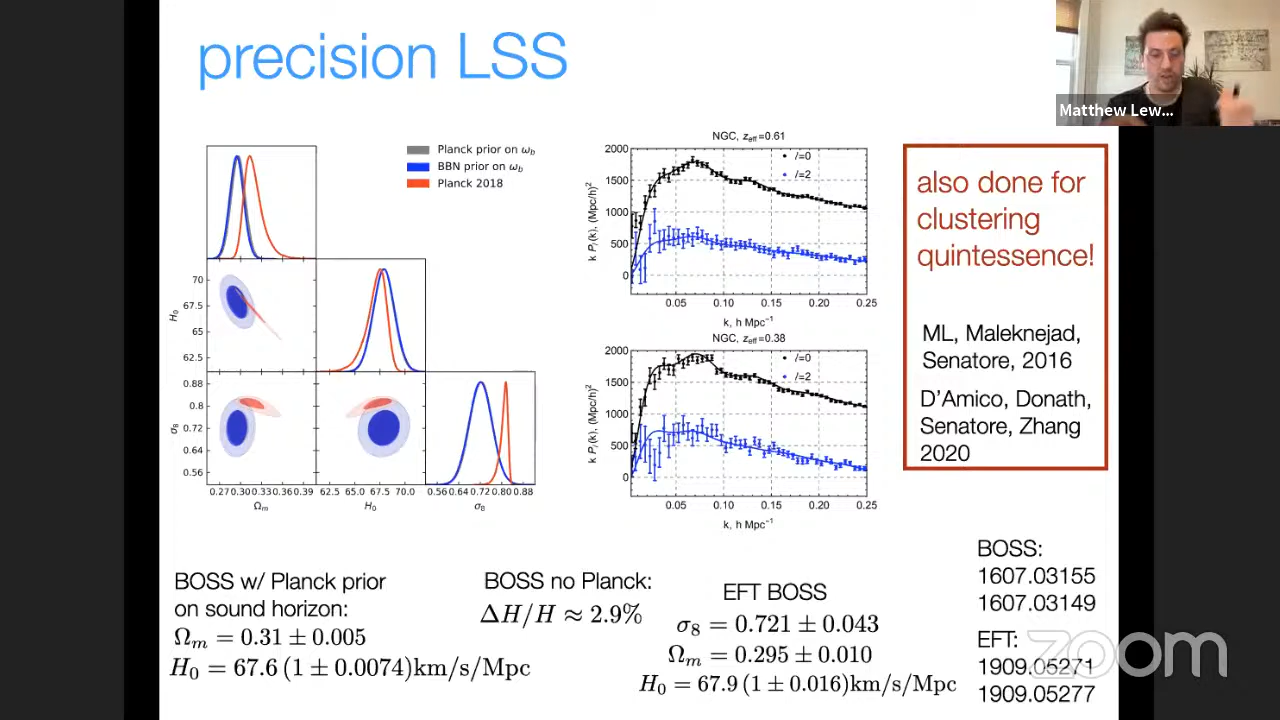 precision LSS
Matthew Lew...
Planck prior on ω_b
BBN prior on ω_b
Planck 2018
70
67.5
65
62.5
H₀
0.88
0.8
0.72
0.64
0.56
σ₈
0.27 0.30 0.33 0.36 0.39
Ω_m
62.5 65.0 67.5 70.0
H₀
0.56 0.64 0.72 0.80 0.88
σ₈
NGC, z_eff=0.61
2000
1500
1000
500
0
k P_l(k), (Mpc/h)²
l=0
l=2
0.05 0.10 0.15 0.20 0.25
k, h Mpc⁻¹
NGC, z_eff=0.38
2000
1500
1000
500
0
k P_l(k), (Mpc/h)²
l=0
l=2
0.05 0.10 0.15 0.20 0.25
k, h Mpc⁻¹
also done for
clustering
quintessence!
ML, Maleknejad,
Senatore, 2016
D'Amico, Donath,
Senatore, Zhang
2020
BOSS w/ Planck prior
on sound horizon:
Ω_m = 0.31 ± 0.005
H₀ = 67.6 (1 ± 0.0074)km/s/Mpc
BOSS no Planck:
ΔH/H ≈ 2.9%
EFT BOSS
σ₈ = 0.721 ± 0.043
Ω_m = 0.295 ± 0.010
H₀ = 67.9 (1 ± 0.016)km/s/Mpc
BOSS:
1607.03155
1607.03149
EFT:
1909.05271
1909.05277
zoom